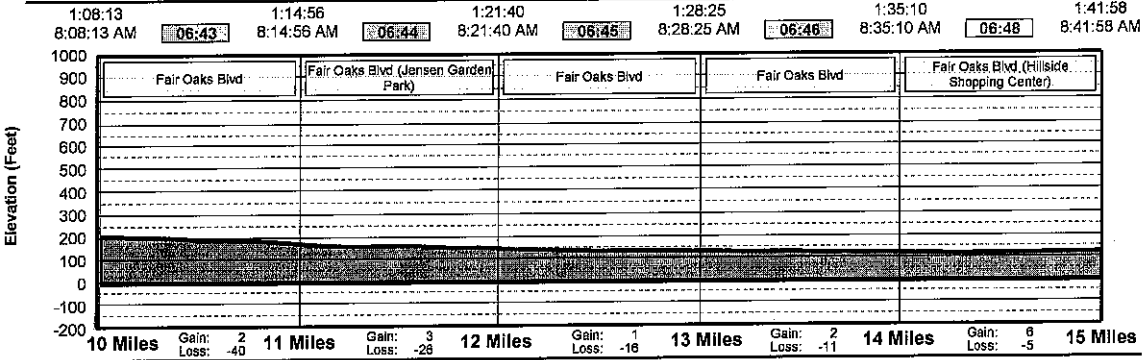 1:08:13 1:14:56 1:21:40 1:28:25 1:35:10 1:41:58
8:08:13 AM 06:43 8:14:56 AM 06:44 8:21:40 AM 06:45 8:28:25 AM 06:46 8:35:10 AM 06:48 8:41:58 AM
Elevation (Feet)
1000
900
800
700
600
500
400
300
200
100
0
-100
-200
Fair Oaks Blvd
Fair Oaks Blvd (Jensen Garden
Park)
Fair Oaks Blvd
Fair Oaks Blvd
Fair Oaks Blvd (Hillside
Shopping Center)
10 Miles
Gain: 2
Loss: -40
11 Miles
Gain: 3
Loss: -26
12 Miles
Gain: 1
Loss: -16
13 Miles
Gain: 2
Loss: -11
14 Miles
Gain: 6
Loss: -5
15 Miles